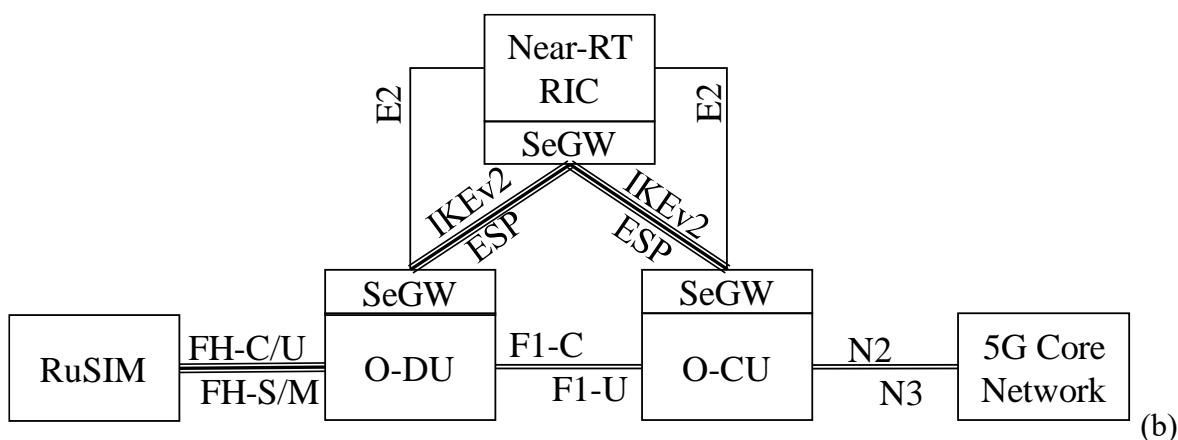 Near-RT
RIC
SeGW
E2
E2
IKEv2
ESP
IKEv2
ESP
SeGW
O-DU
SeGW
O-CU
RuSIM
FH-C/U
FH-S/M
F1-C
F1-U
N2
N3
5G Core
Network
(b)